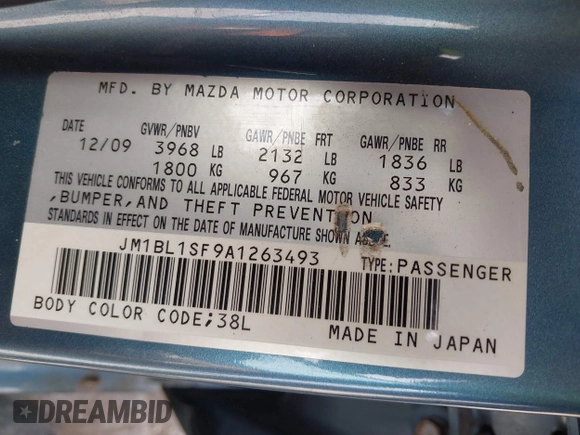 MFD. BY MAZDA MOTOR CORPORATION
DATE GVWR/PNBV GAWR/PNBE FRT GAWR/PNBE RR
12/09 3968 LB 2132 LB 1836 LB
1800 KG 967 KG 833 KG
THIS VEHICLE CONFORMS TO ALL APPLICABLE FEDERAL MOTOR VEHICLE SAFETY
,BUMPER,AND THEFT PREVENTION
STANDARDS IN EFFECT ON THE DATE OF MANUFACTURE SHOWN
JM1BL1SF9A1263493 TYPE:PASSENGER
BODY COLOR CODE;38L MADE IN JAPAN
DREAMBID